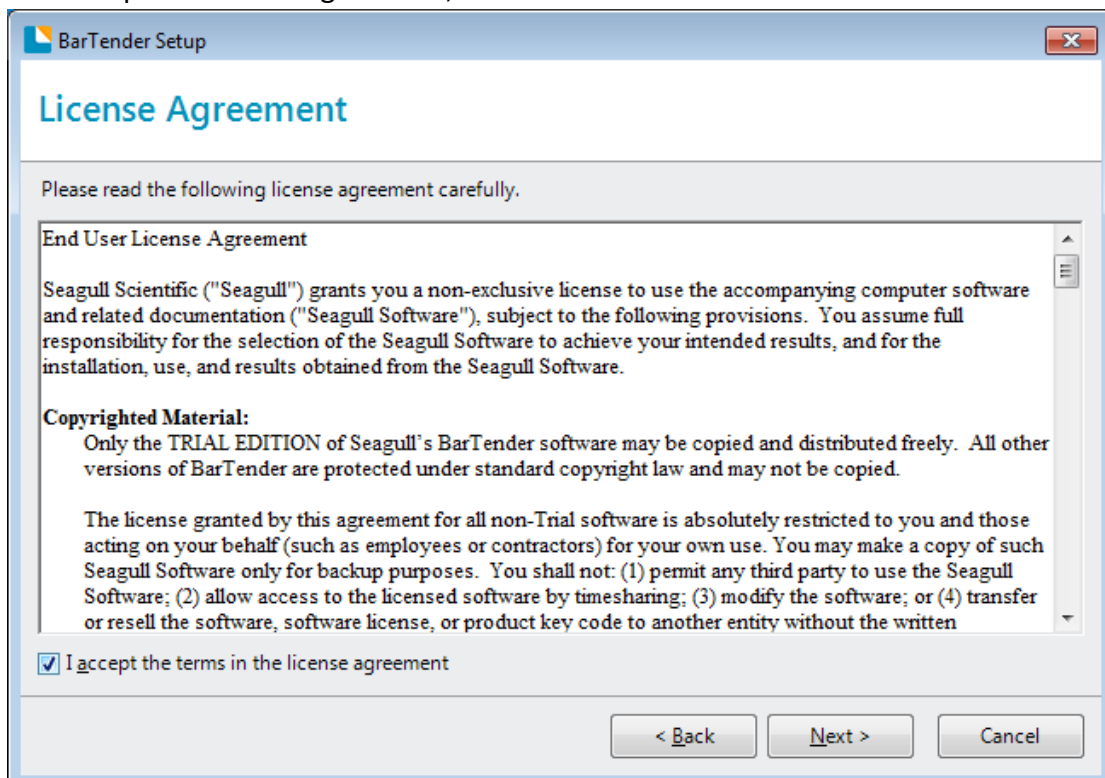 BarTender Setup
License Agreement
Please read the following license agreement carefully.
End User License Agreement
Seagull Scientific ("Seagull") grants you a non-exclusive license to use the accompanying computer software
and related documentation ("Seagull Software"), subject to the following provisions.  You assume full
responsibility for the selection of the Seagull Software to achieve your intended results, and for the
installation, use, and results obtained from the Seagull Software.
Copyrighted Material:
Only the TRIAL EDITION of Seagull’s BarTender software may be copied and distributed freely.  All other
versions of BarTender are protected under standard copyright law and may not be copied.
The license granted by this agreement for all non-Trial software is absolutely restricted to you and those
acting on your behalf (such as employees or contractors) for your own use. You may make a copy of such
Seagull Software only for backup purposes.  You shall not: (1) permit any third party to use the Seagull
Software; (2) allow access to the licensed software by timesharing; (3) modify the software; or (4) transfer
or resell the software, software license, or product key code to another entity without the written
I accept the terms in the license agreement
< Back
Next >
Cancel